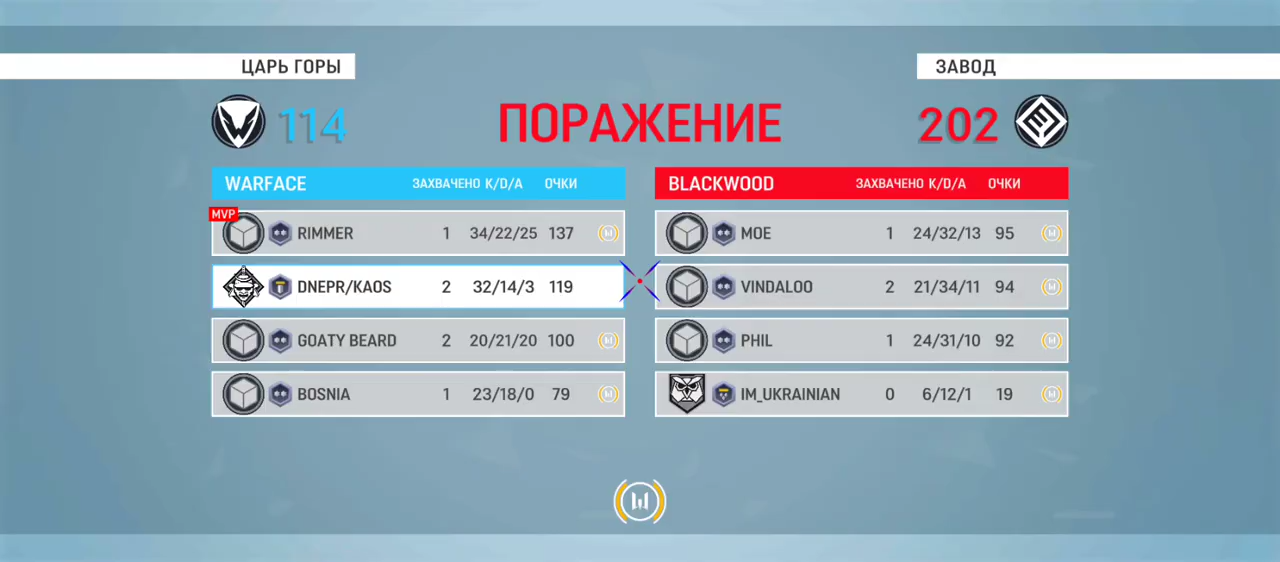 ЦАРЬ ГОРЫ
ЗАВОД
114
ПОРАЖЕНИЕ
202
WARFACE ЗАХВАЧЕНО K/D/A ОЧКИ
MVP
RIMMER 1 34/22/25 137
DNEPR/KAOS 2 32/14/3 119
GOATY BEARD 2 20/21/20 100
BOSNIA 1 23/18/0 79
BLACKWOOD ЗАХВАЧЕНО K/D/A ОЧКИ
MOE 1 24/32/13 95
VINDALOO 2 21/34/11 94
PHIL 1 24/31/10 92
IM_UKRAINIAN 0 6/12/1 19